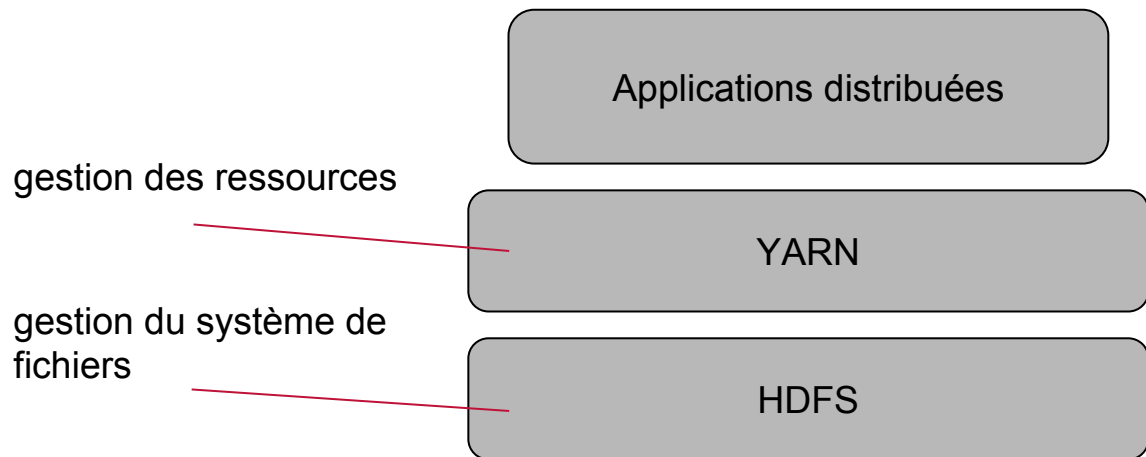 Applications distribuées
gestion des ressources
YARN
gestion du système de
fichiers
HDFS